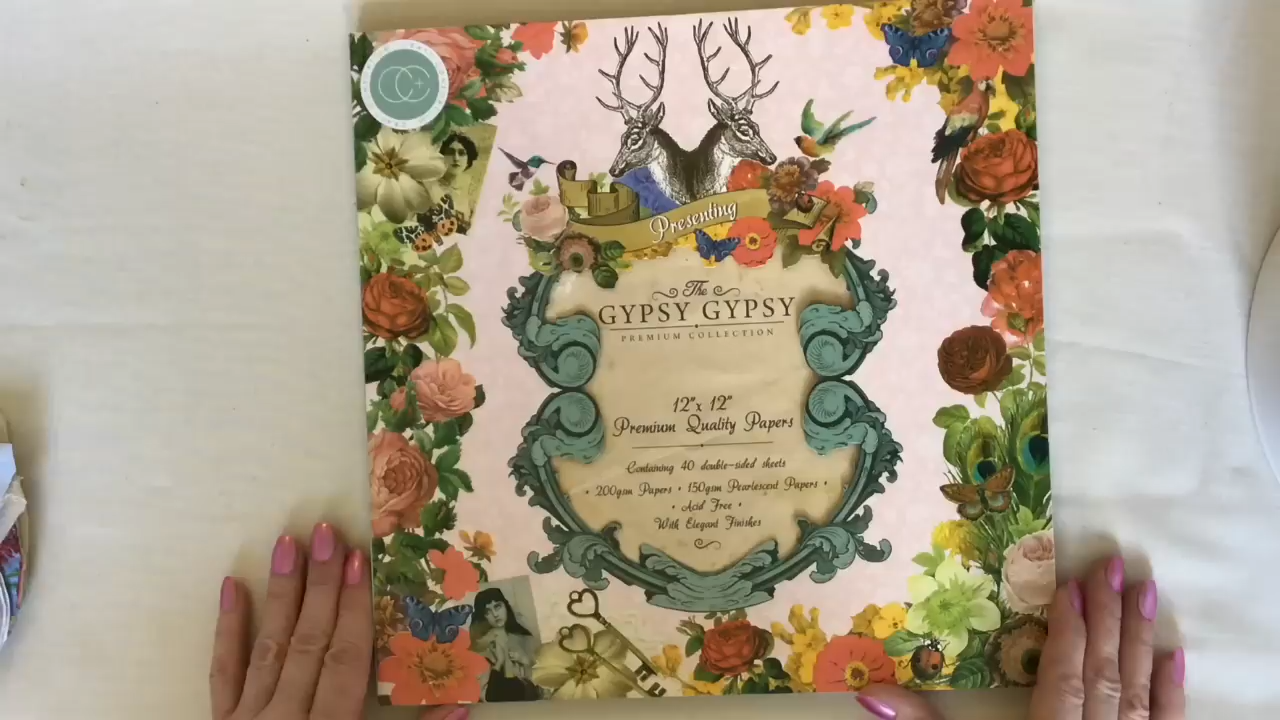 Presenting
The
GYPSY GYPSY
PREMIUM COLLECTION
12"x 12"
Premium Quality Papers
Containing 40 double-sided sheets
• 200gsm Papers • 150gsm Pearlescent Papers •
• Acid Free •
With Elegant Finishes